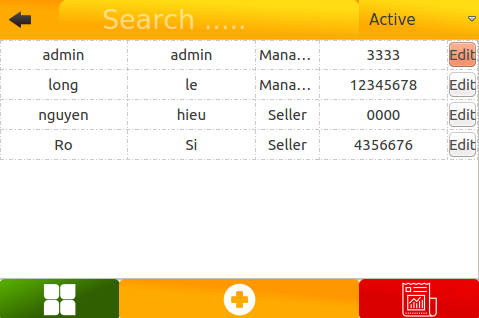 Search ..... Active
admin admin Mana... 3333 Edit
long le Mana... 12345678 Edit
nguyen hieu Seller 0000 Edit
Ro Si Seller 4356676 Edit